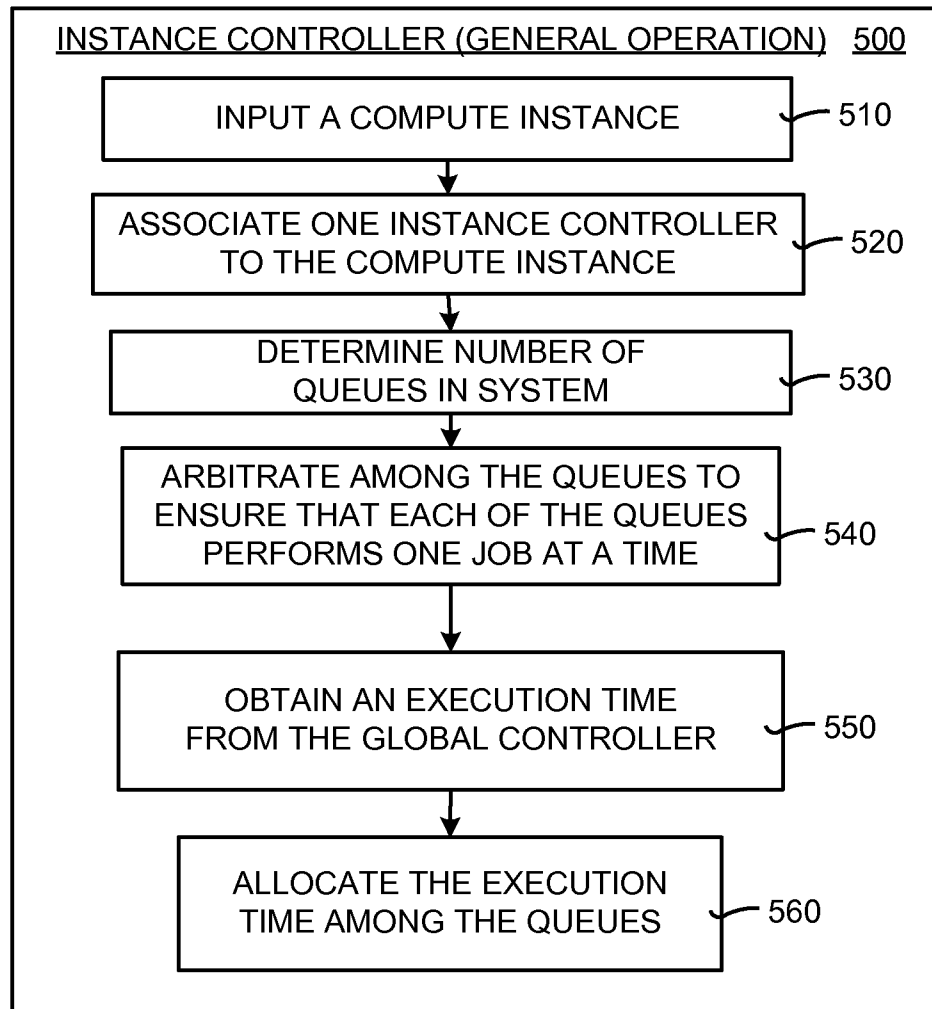 INSTANCE CONTROLLER (GENERAL OPERATION) 500
INPUT A COMPUTE INSTANCE
510
ASSOCIATE ONE INSTANCE CONTROLLER
TO THE COMPUTE INSTANCE
520
DETERMINE NUMBER OF
QUEUES IN SYSTEM
530
ARBITRATE AMONG THE QUEUES TO
ENSURE THAT EACH OF THE QUEUES
PERFORMS ONE JOB AT A TIME
540
OBTAIN AN EXECUTION TIME
FROM THE GLOBAL CONTROLLER
550
ALLOCATE THE EXECUTION
TIME AMONG THE QUEUES
560